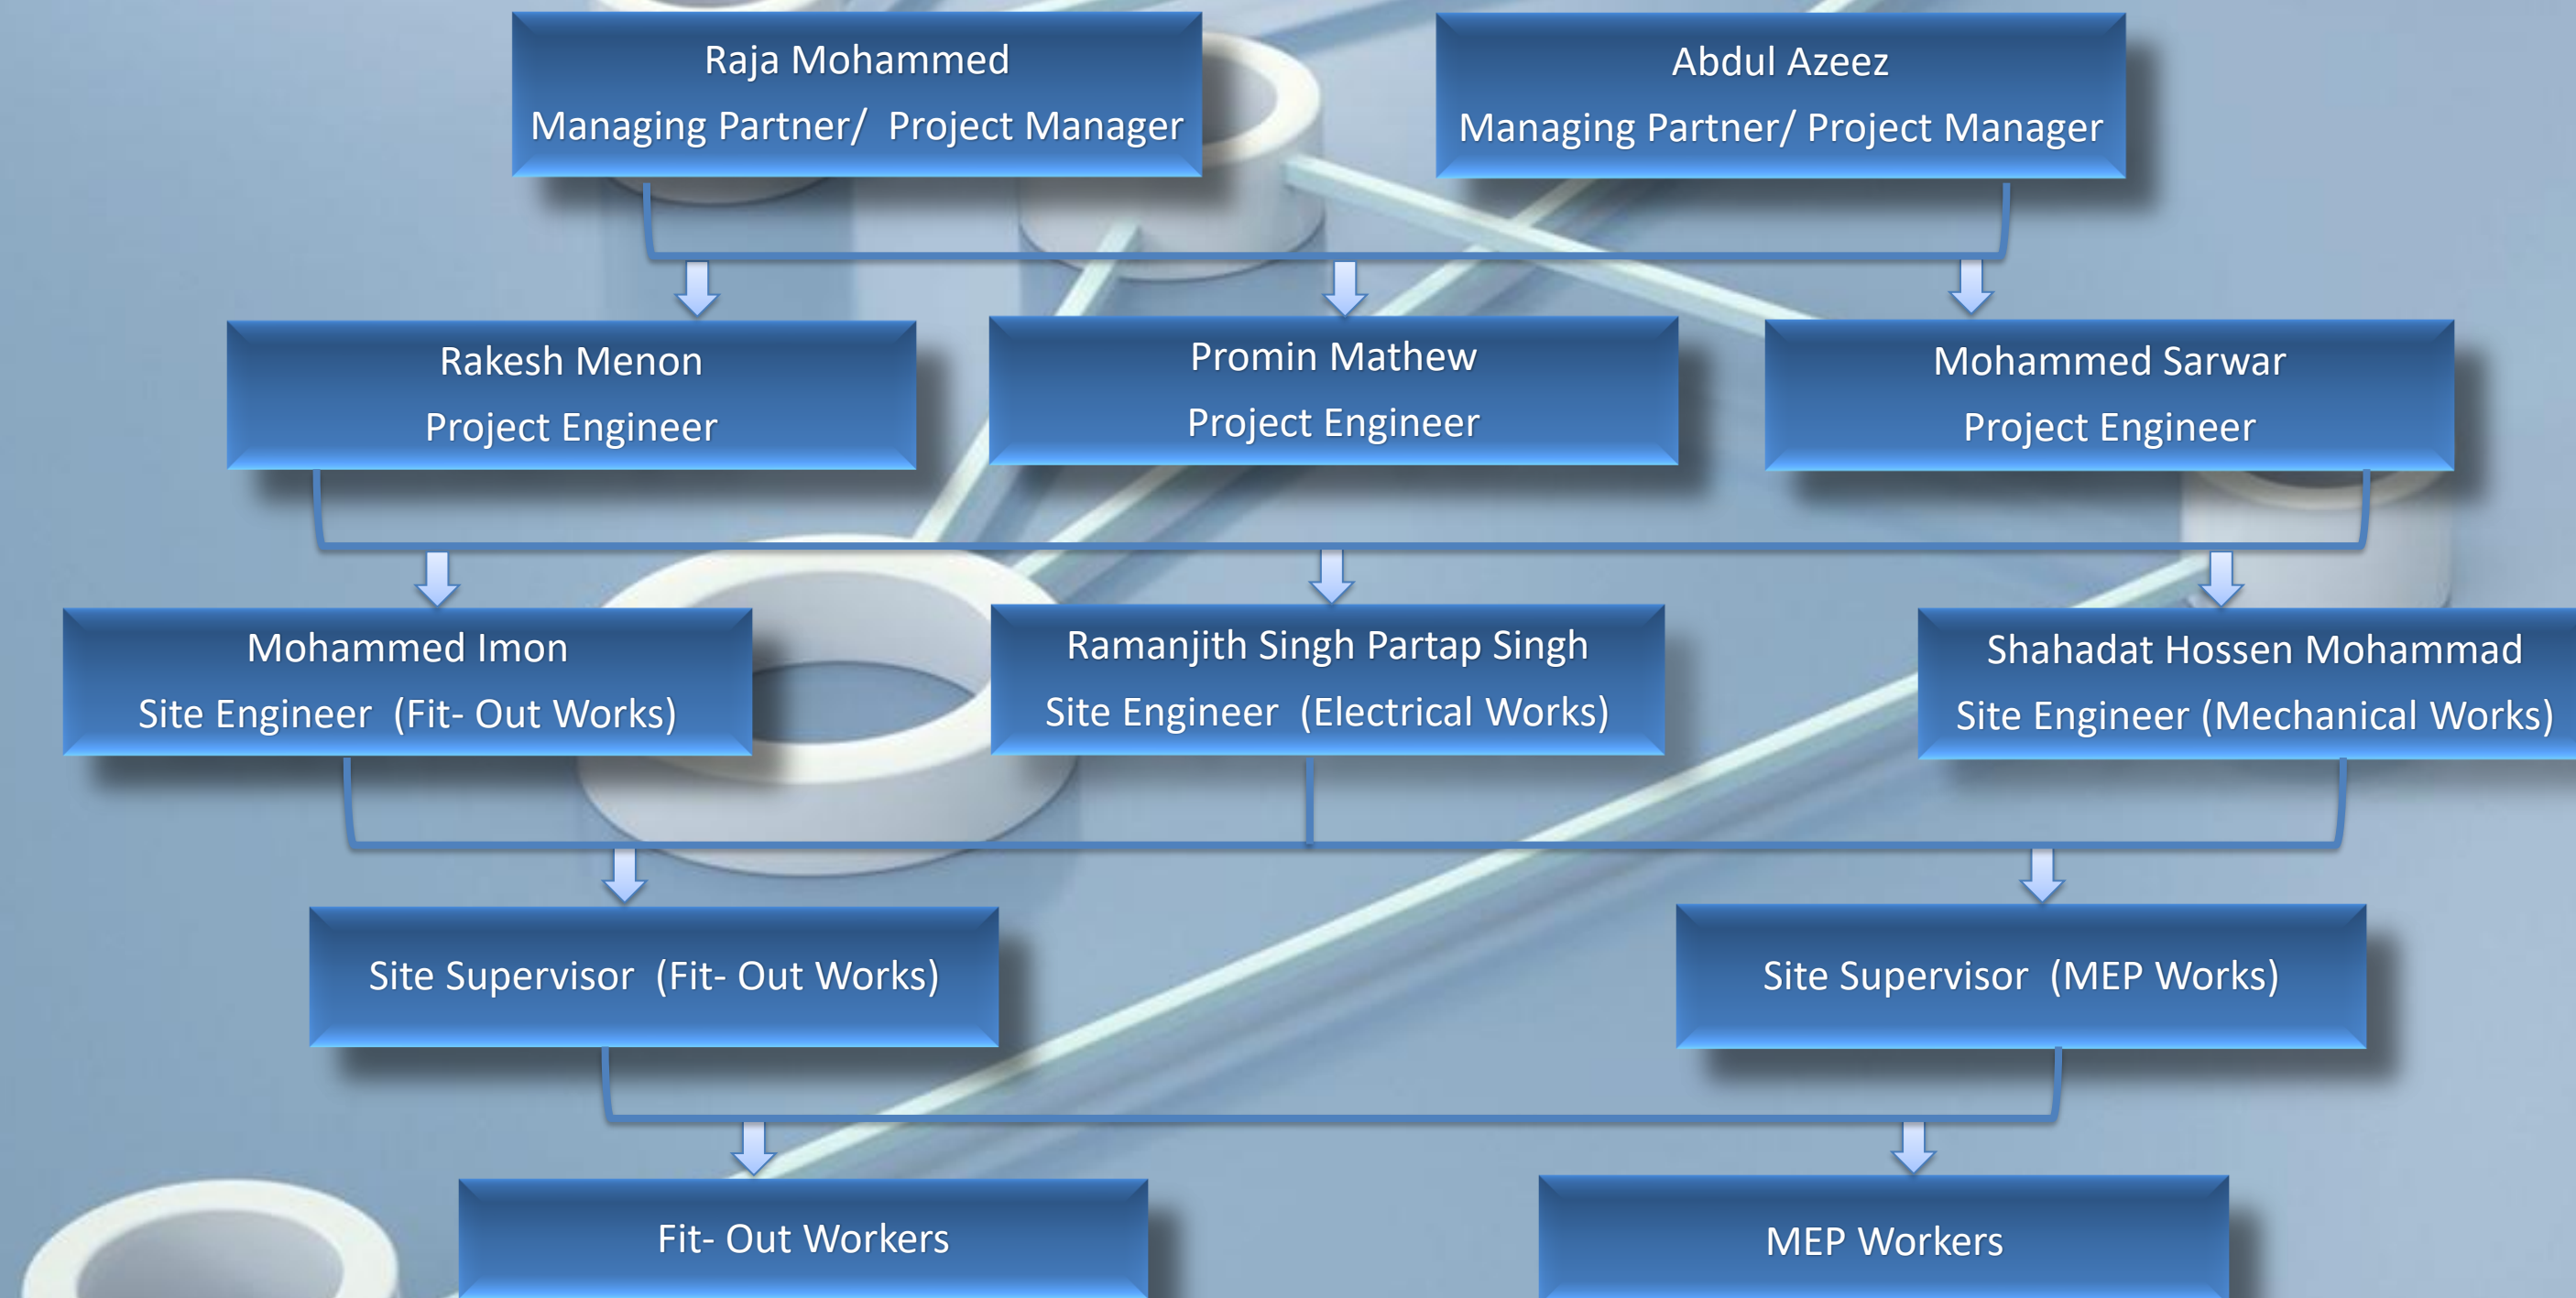 Raja Mohammed
Managing Partner/ Project Manager
Abdul Azeez
Managing Partner/ Project Manager
Rakesh Menon
Project Engineer
Promin Mathew
Project Engineer
Mohammed Sarwar
Project Engineer
Mohammed Imon
Site Engineer (Fit- Out Works)
Ramanjith Singh Partap Singh
Site Engineer (Electrical Works)
Shahadat Hossen Mohammad
Site Engineer (Mechanical Works)
Site Supervisor (Fit- Out Works)
Site Supervisor (MEP Works)
Fit- Out Workers
MEP Workers